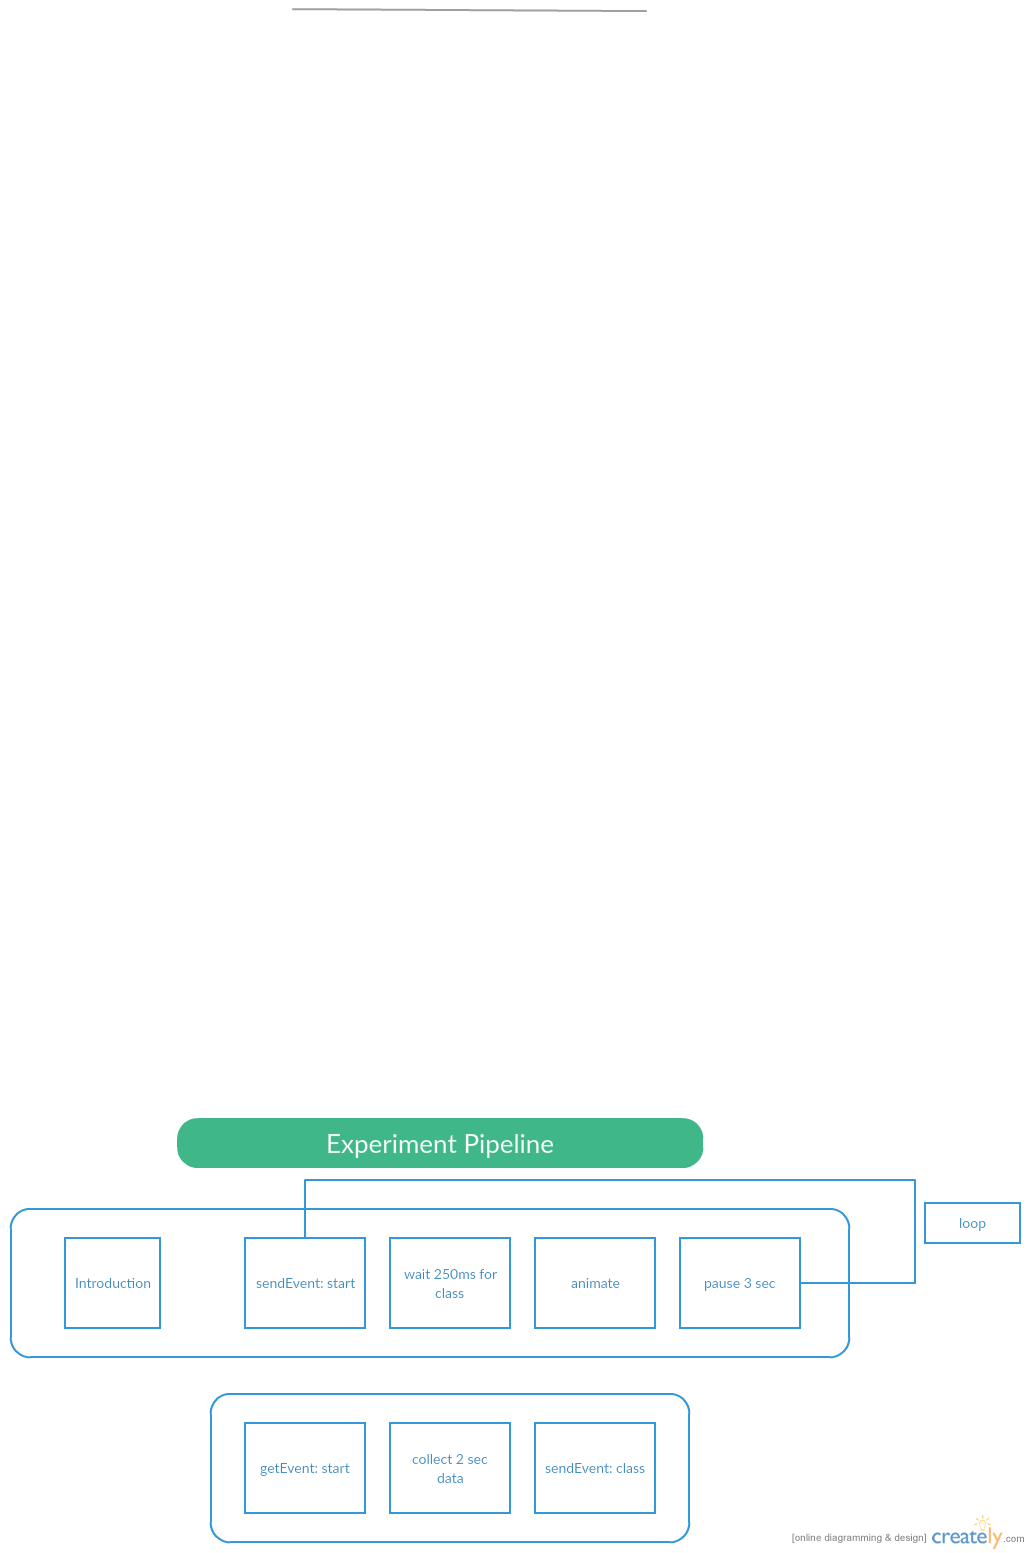 Experiment Pipeline
loop
Introduction
sendEvent: start
wait 250ms for
class
animate
pause 3 sec
getEvent: start
collect 2 sec
data
sendEvent: class
[online diagramming & design] creately.com